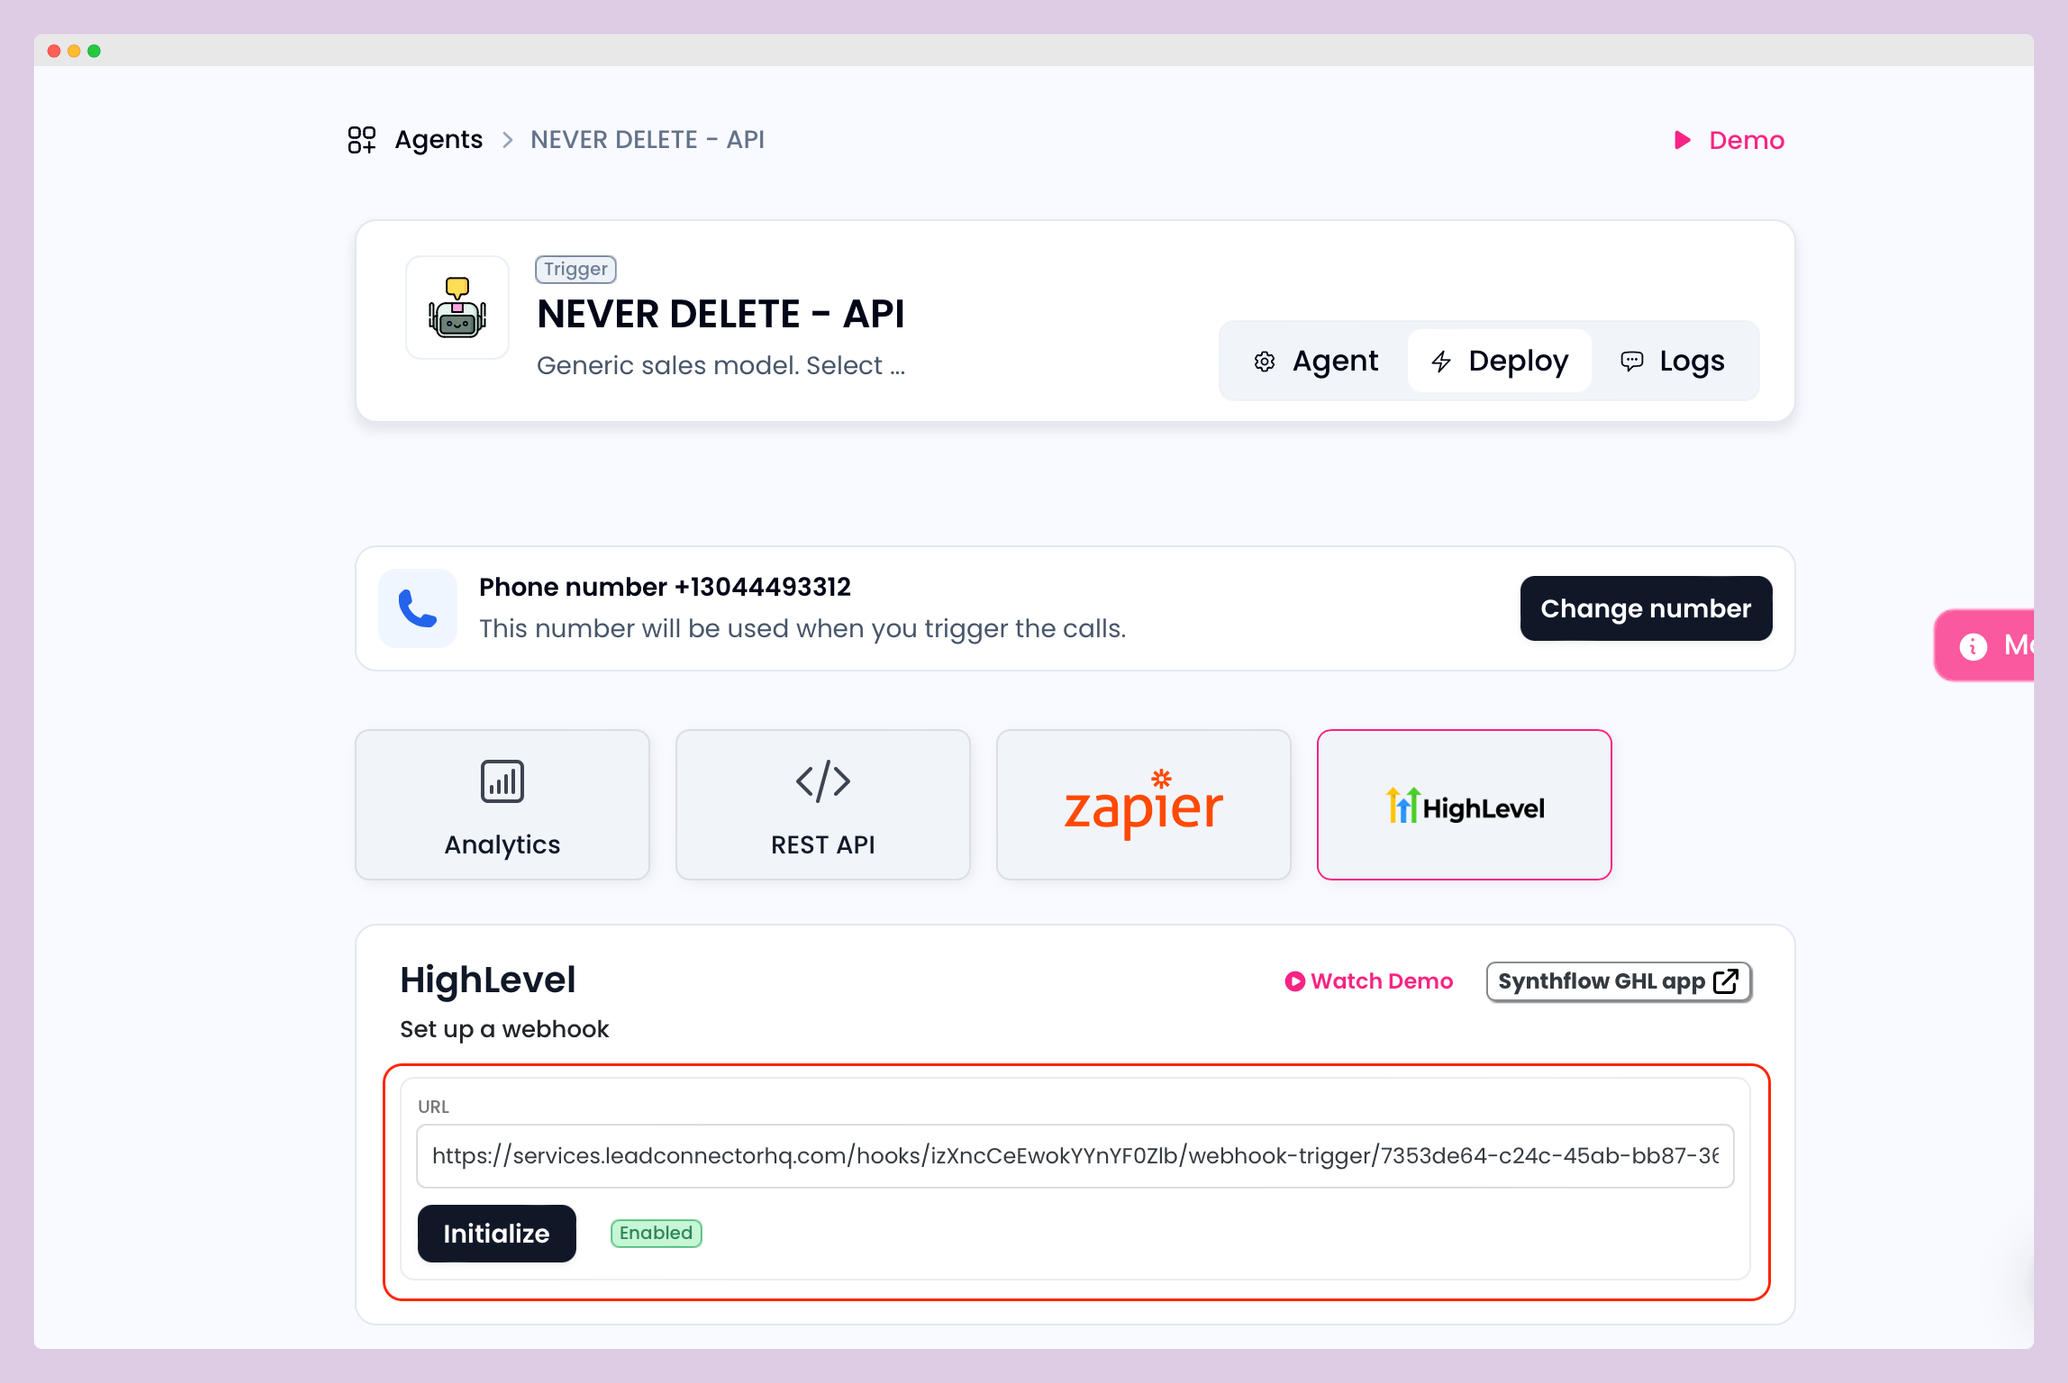 Agents > NEVER DELETE - API
Demo
Trigger
NEVER DELETE - API
Generic sales model. Select ...
Agent
Deploy
Logs
Phone number +13044493312
This number will be used when you trigger the calls.
Change number
Analytics
REST API
zapier
HighLevel
HighLevel
Watch Demo
Synthflow GHL app
Set up a webhook
URL
https://services.leadconnectorhq.com/hooks/izXncCeEwokYYnYF0Zlb/webhook-trigger/7353de64-c24c-45ab-bb87-36
Initialize
Enabled